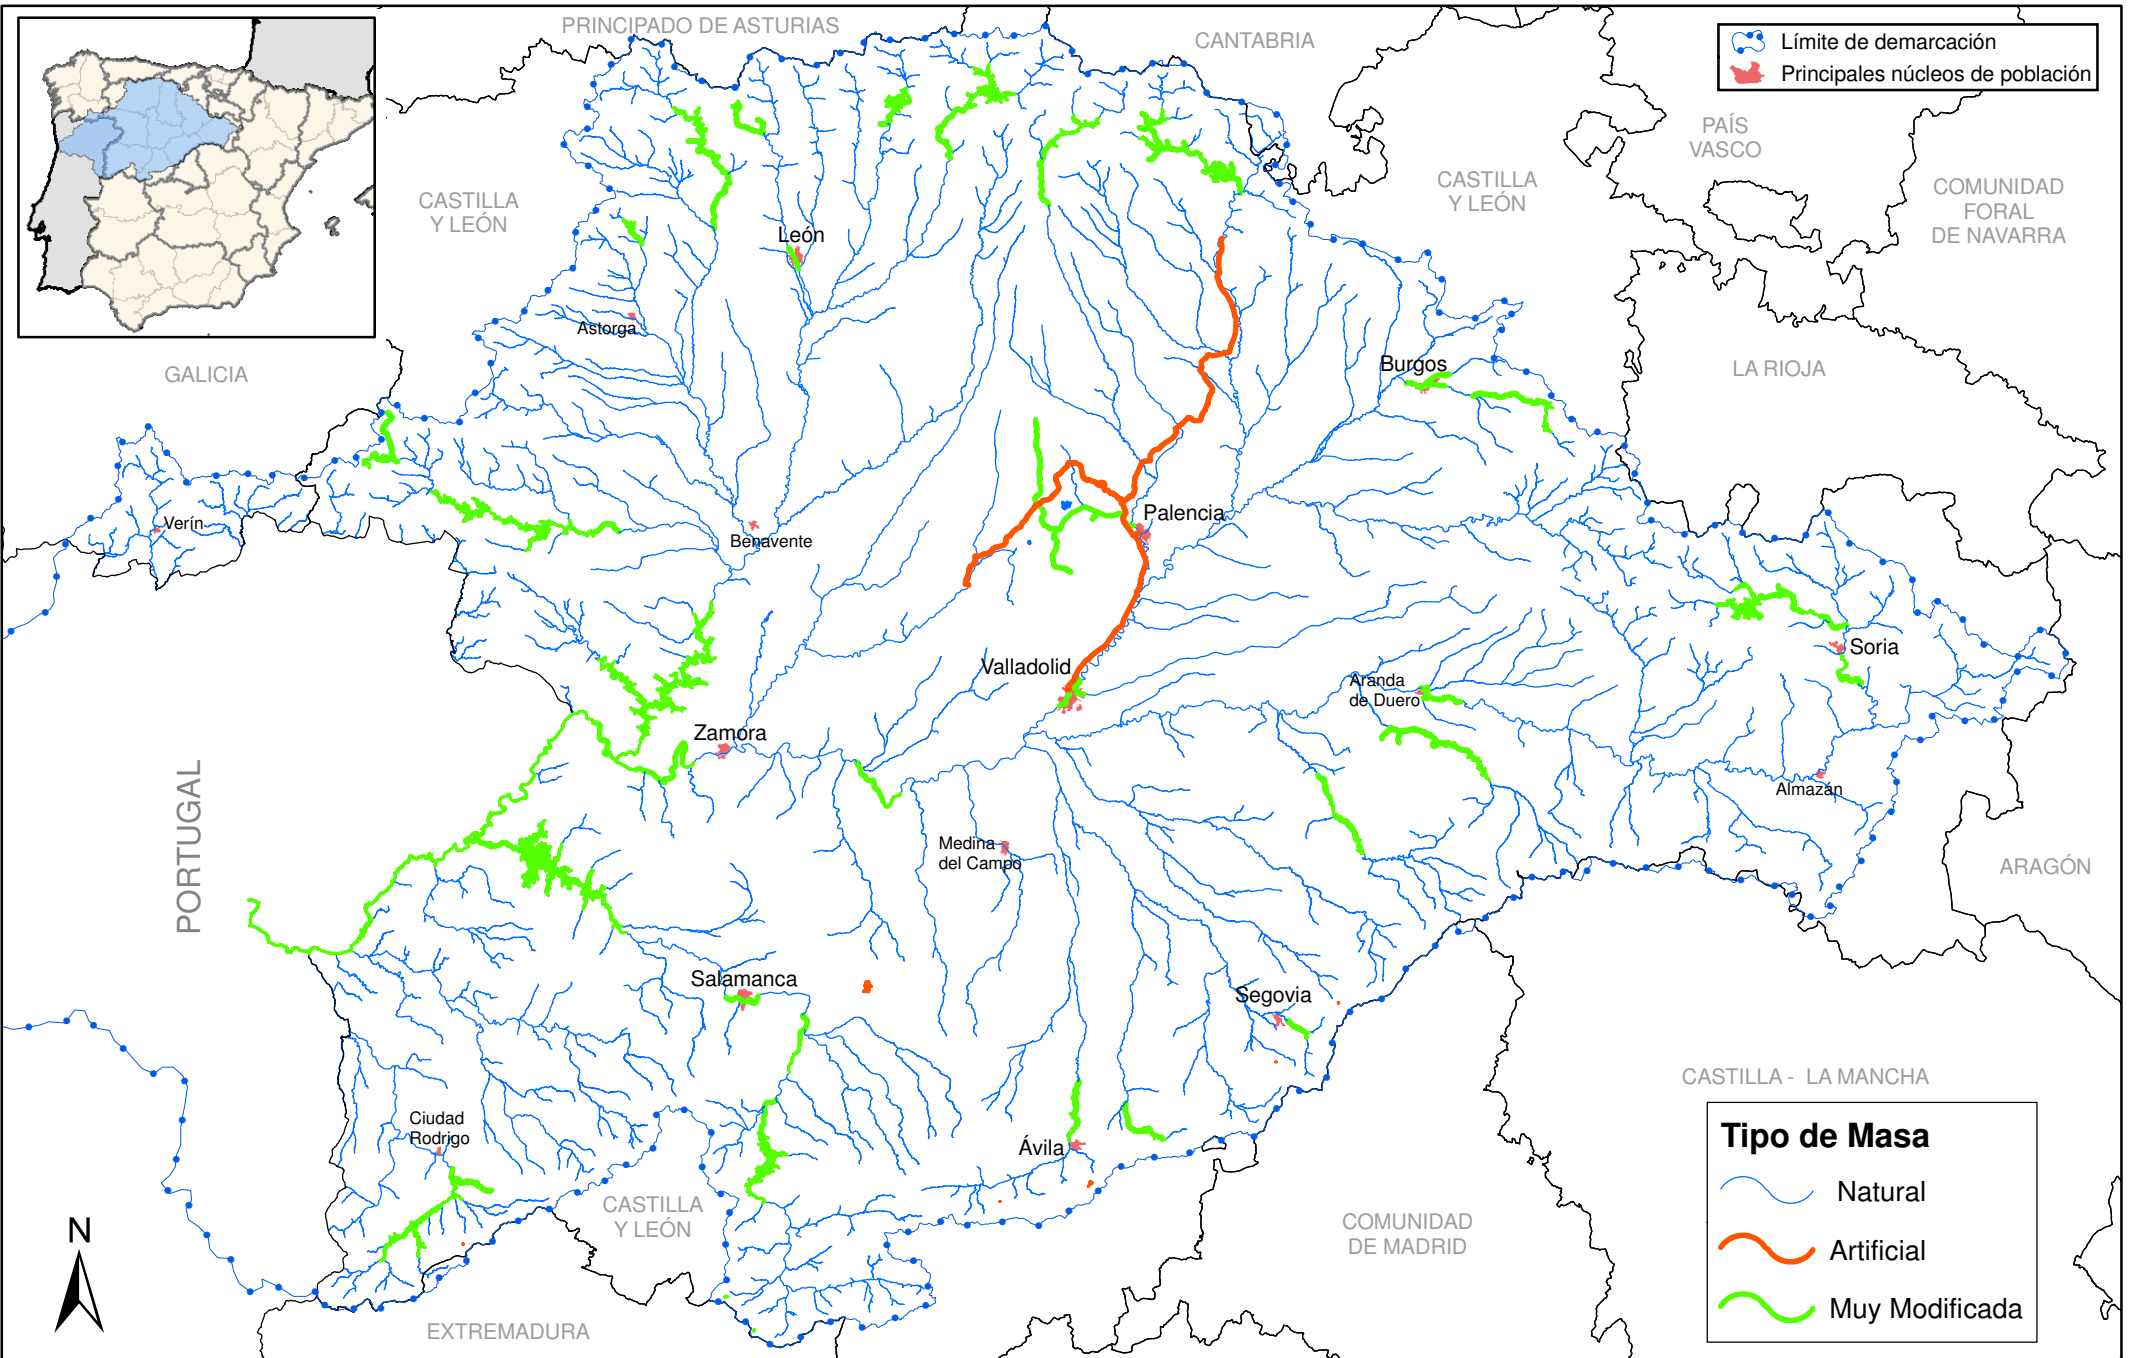 PRINCIPADO DE ASTURIAS
CANTABRIA
Límite de demarcación
Principales núcleos de población
PAÍS
VASCO
CASTILLA
Y LEÓN
COMUNIDAD
FORAL
DE NAVARRA
CASTILLA
Y LEÓN
León
Astorga
GALICIA
Burgos
LA RIOJA
Verín
Benavente
Palencia
Soria
Valladolid
Aranda
de Duero
Zamora
Almazán
PORTUGAL
Medina
del Campo
ARAGÓN
Salamanca
Segovia
CASTILLA - LA MANCHA
Ciudad
Rodrigo
Ávila
CASTILLA
Y LEÓN
COMUNIDAD
DE MADRID
EXTREMADURA
N
Tipo de Masa
Natural
Artificial
Muy Modificada